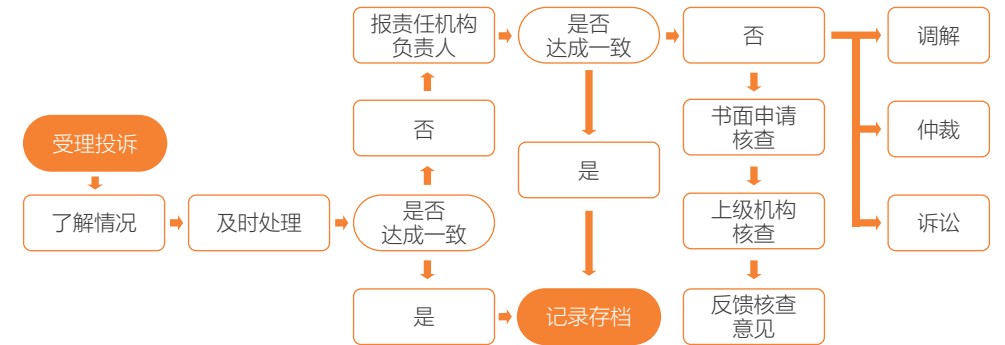 受理投诉
了解情况
及时处理
是否
达成一致
否
报责任机构
负责人
是
记录存档
是否
达成一致
是
否
书面申请
核查
上级机构
核查
反馈核查
意见
调解
仲裁
诉讼